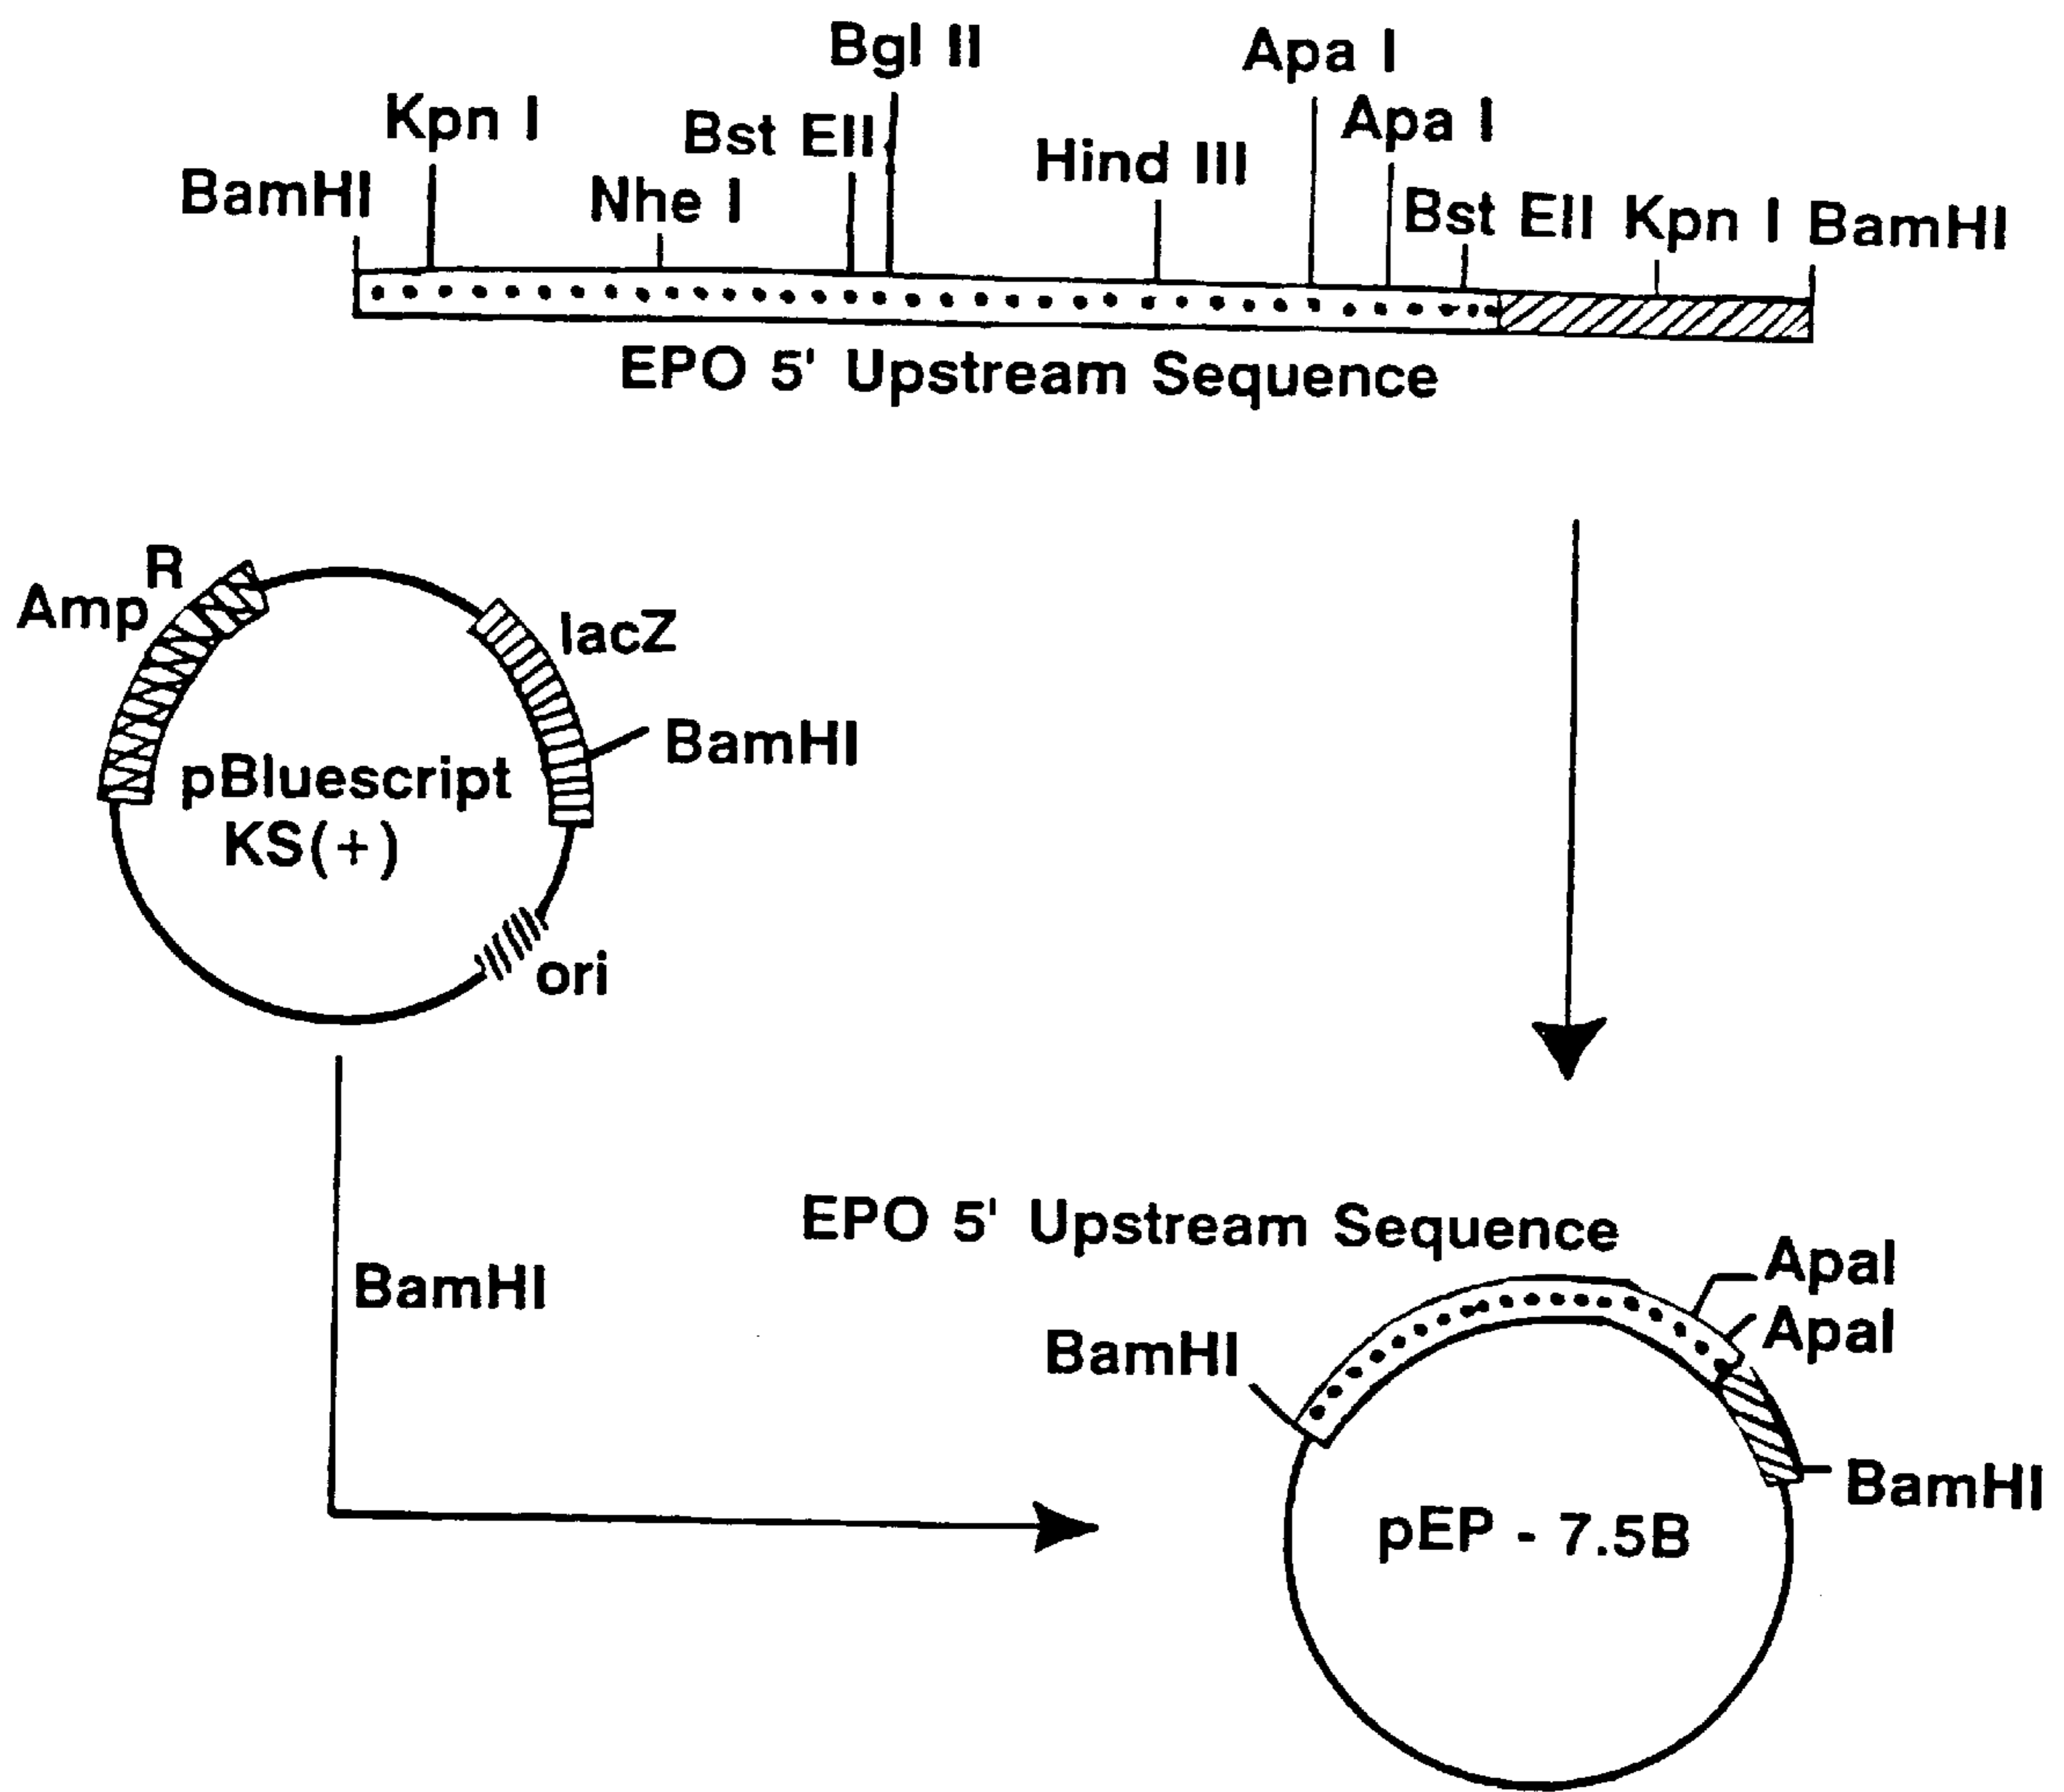 Bgl II
Apa I
Kpn I
Bst EII
Apa I
Hind III
BamHI
Nhe I
Bst EII
Kpn I
BamHI
EPO 5' Upstream Sequence
Amp R
lacZ
BamHI
pBluescript
KS(+)
ori
EPO 5' Upstream Sequence
ApaI
BamHI
ApaI
BamHI
BamHI
pEP - 7.5B